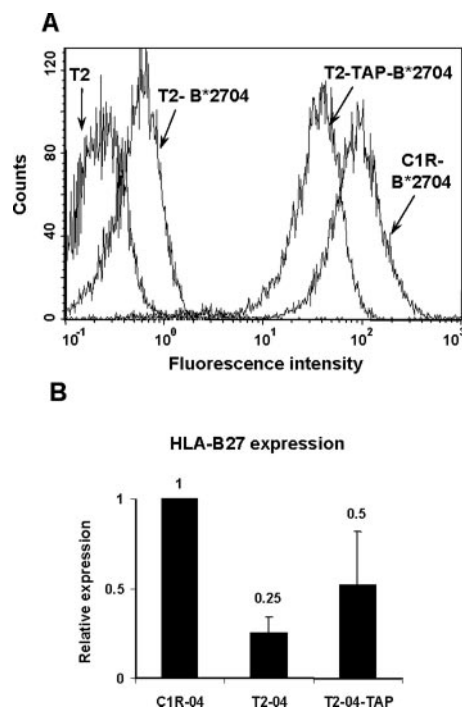 A
120
80
40
0
Counts
T2
T2- B*2704
T2-TAP-B*2704
C1R-
B*2704
10-1
100
101
102
Fluorescence intensity
B
HLA-B27 expression
1
0.5
0
Relative expression
1
0.25
0.5
C1R-04
T2-04
T2-04-TAP